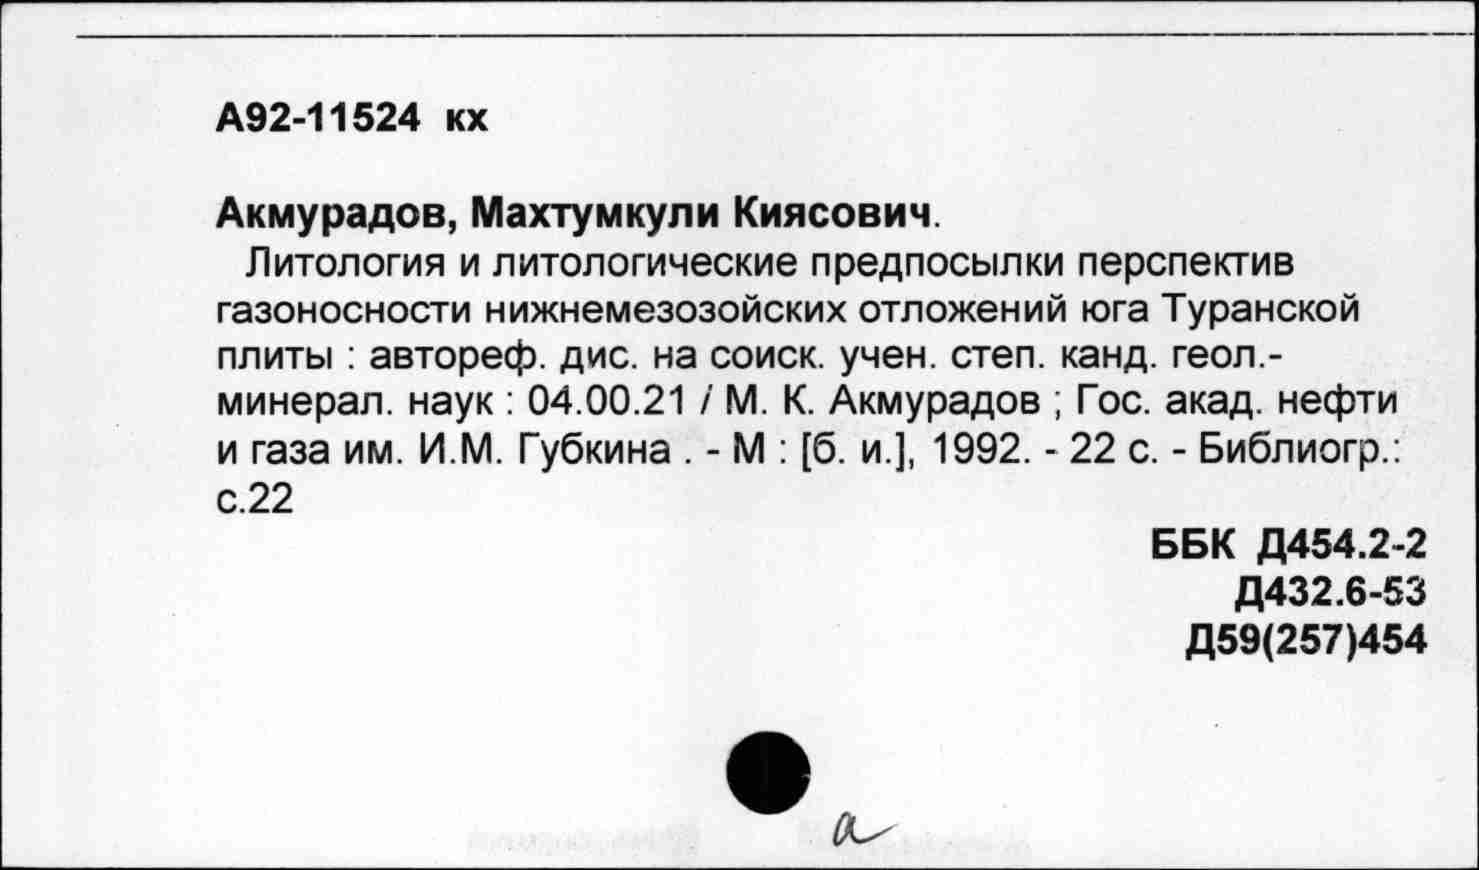 А92-11524 кх
Акмурадов, Махтумкули Киясович.
Литология и литологические предпосылки перспектив
газоносности нижнемезозойских отложений юга Туранской
плиты : автореф. дис. на соиск. учен. степ. канд. геол.-
минерал. наук : 04.00.21 / М. К. Акмурадов ; Гос. акад. нефти
и газа им. И.М. Губкина . - М : [б. и.], 1992. - 22 с. - Библиогр.:
с.22
ББК Д454.2-2
Д432.6-53
Д59(257)454
а